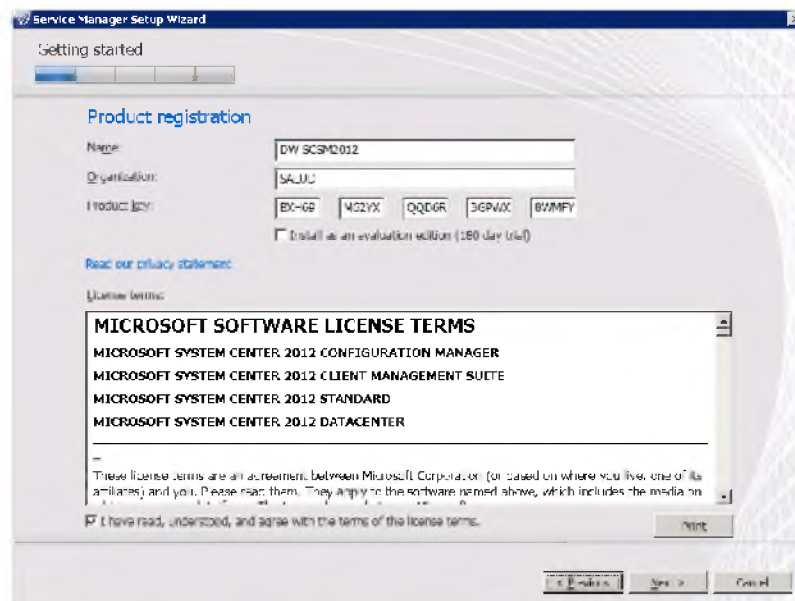 Service Manager Setup Wizard
Getting started
Product registration
Name:
DW SCSM2012
Organization:
SALUD
Product key:
QQD6R
BWMFY
Install as an evaluation edition (180 day trial)
Read our privacy statement
License terms:
MICROSOFT SOFTWARE LICENSE TERMS
MICROSOFT SYSTEM CENTER 2012 CONFIGURATION MANAGER
MICROSOFT SYSTEM CENTER 2012 CLIENT MANAGEMENT SUITE
MICROSOFT SYSTEM CENTER 2012 STANDARD
MICROSOFT SYSTEM CENTER 2012 DATACENTER
These license terms are an agreement between Microsoft Corporation (or based on where you live, one of its
affiliates) and you. Please read them. They apply to the software named above, which includes the media on
I have read, understood, and agree with the terms of the license terms.
Print
< Previous
Next >
Cancel